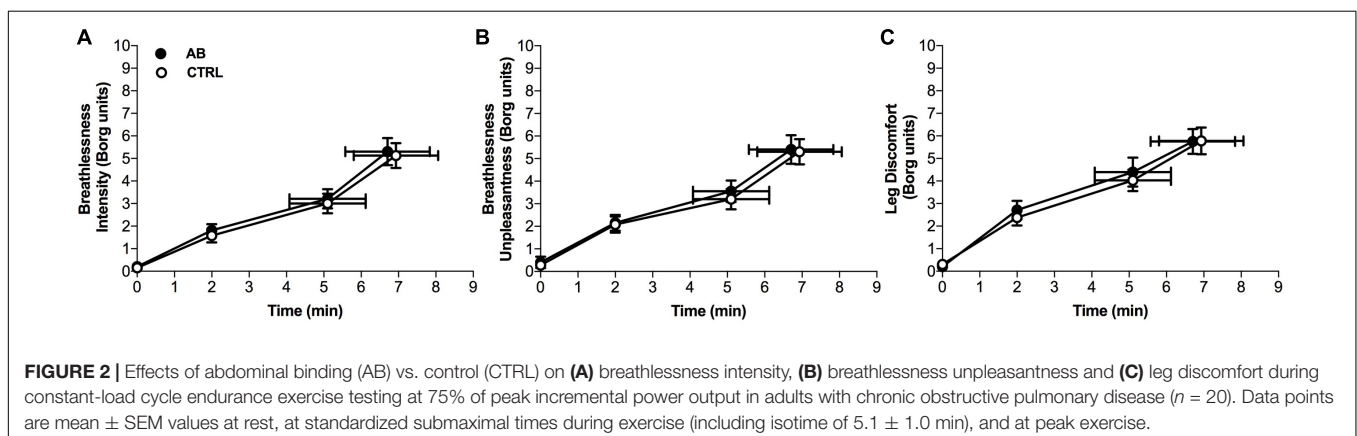 A
AB
CTRL
Breathlessness
Intensity (Borg units)
10
9
8
7
6
5
4
3
2
1
0
0 1 2 3 4 5 6 7 8 9
Time (min)
B
Breathlessness
Unpleasantness (Borg units)
10
9
8
7
6
5
4
3
2
1
0
0 1 2 3 4 5 6 7 8 9
Time (min)
C
Leg Discomfort
(Borg units)
10
9
8
7
6
5
4
3
2
1
0
0 1 2 3 4 5 6 7 8 9
Time (min)
FIGURE 2 | Effects of abdominal binding (AB) vs. control (CTRL) on (A) breathlessness intensity, (B) breathlessness unpleasantness and (C) leg discomfort during
constant-load cycle endurance exercise testing at 75% of peak incremental power output in adults with chronic obstructive pulmonary disease (n = 20). Data points
are mean ± SEM values at rest, at standardized submaximal times during exercise (including isotime of 5.1 ± 1.0 min), and at peak exercise.